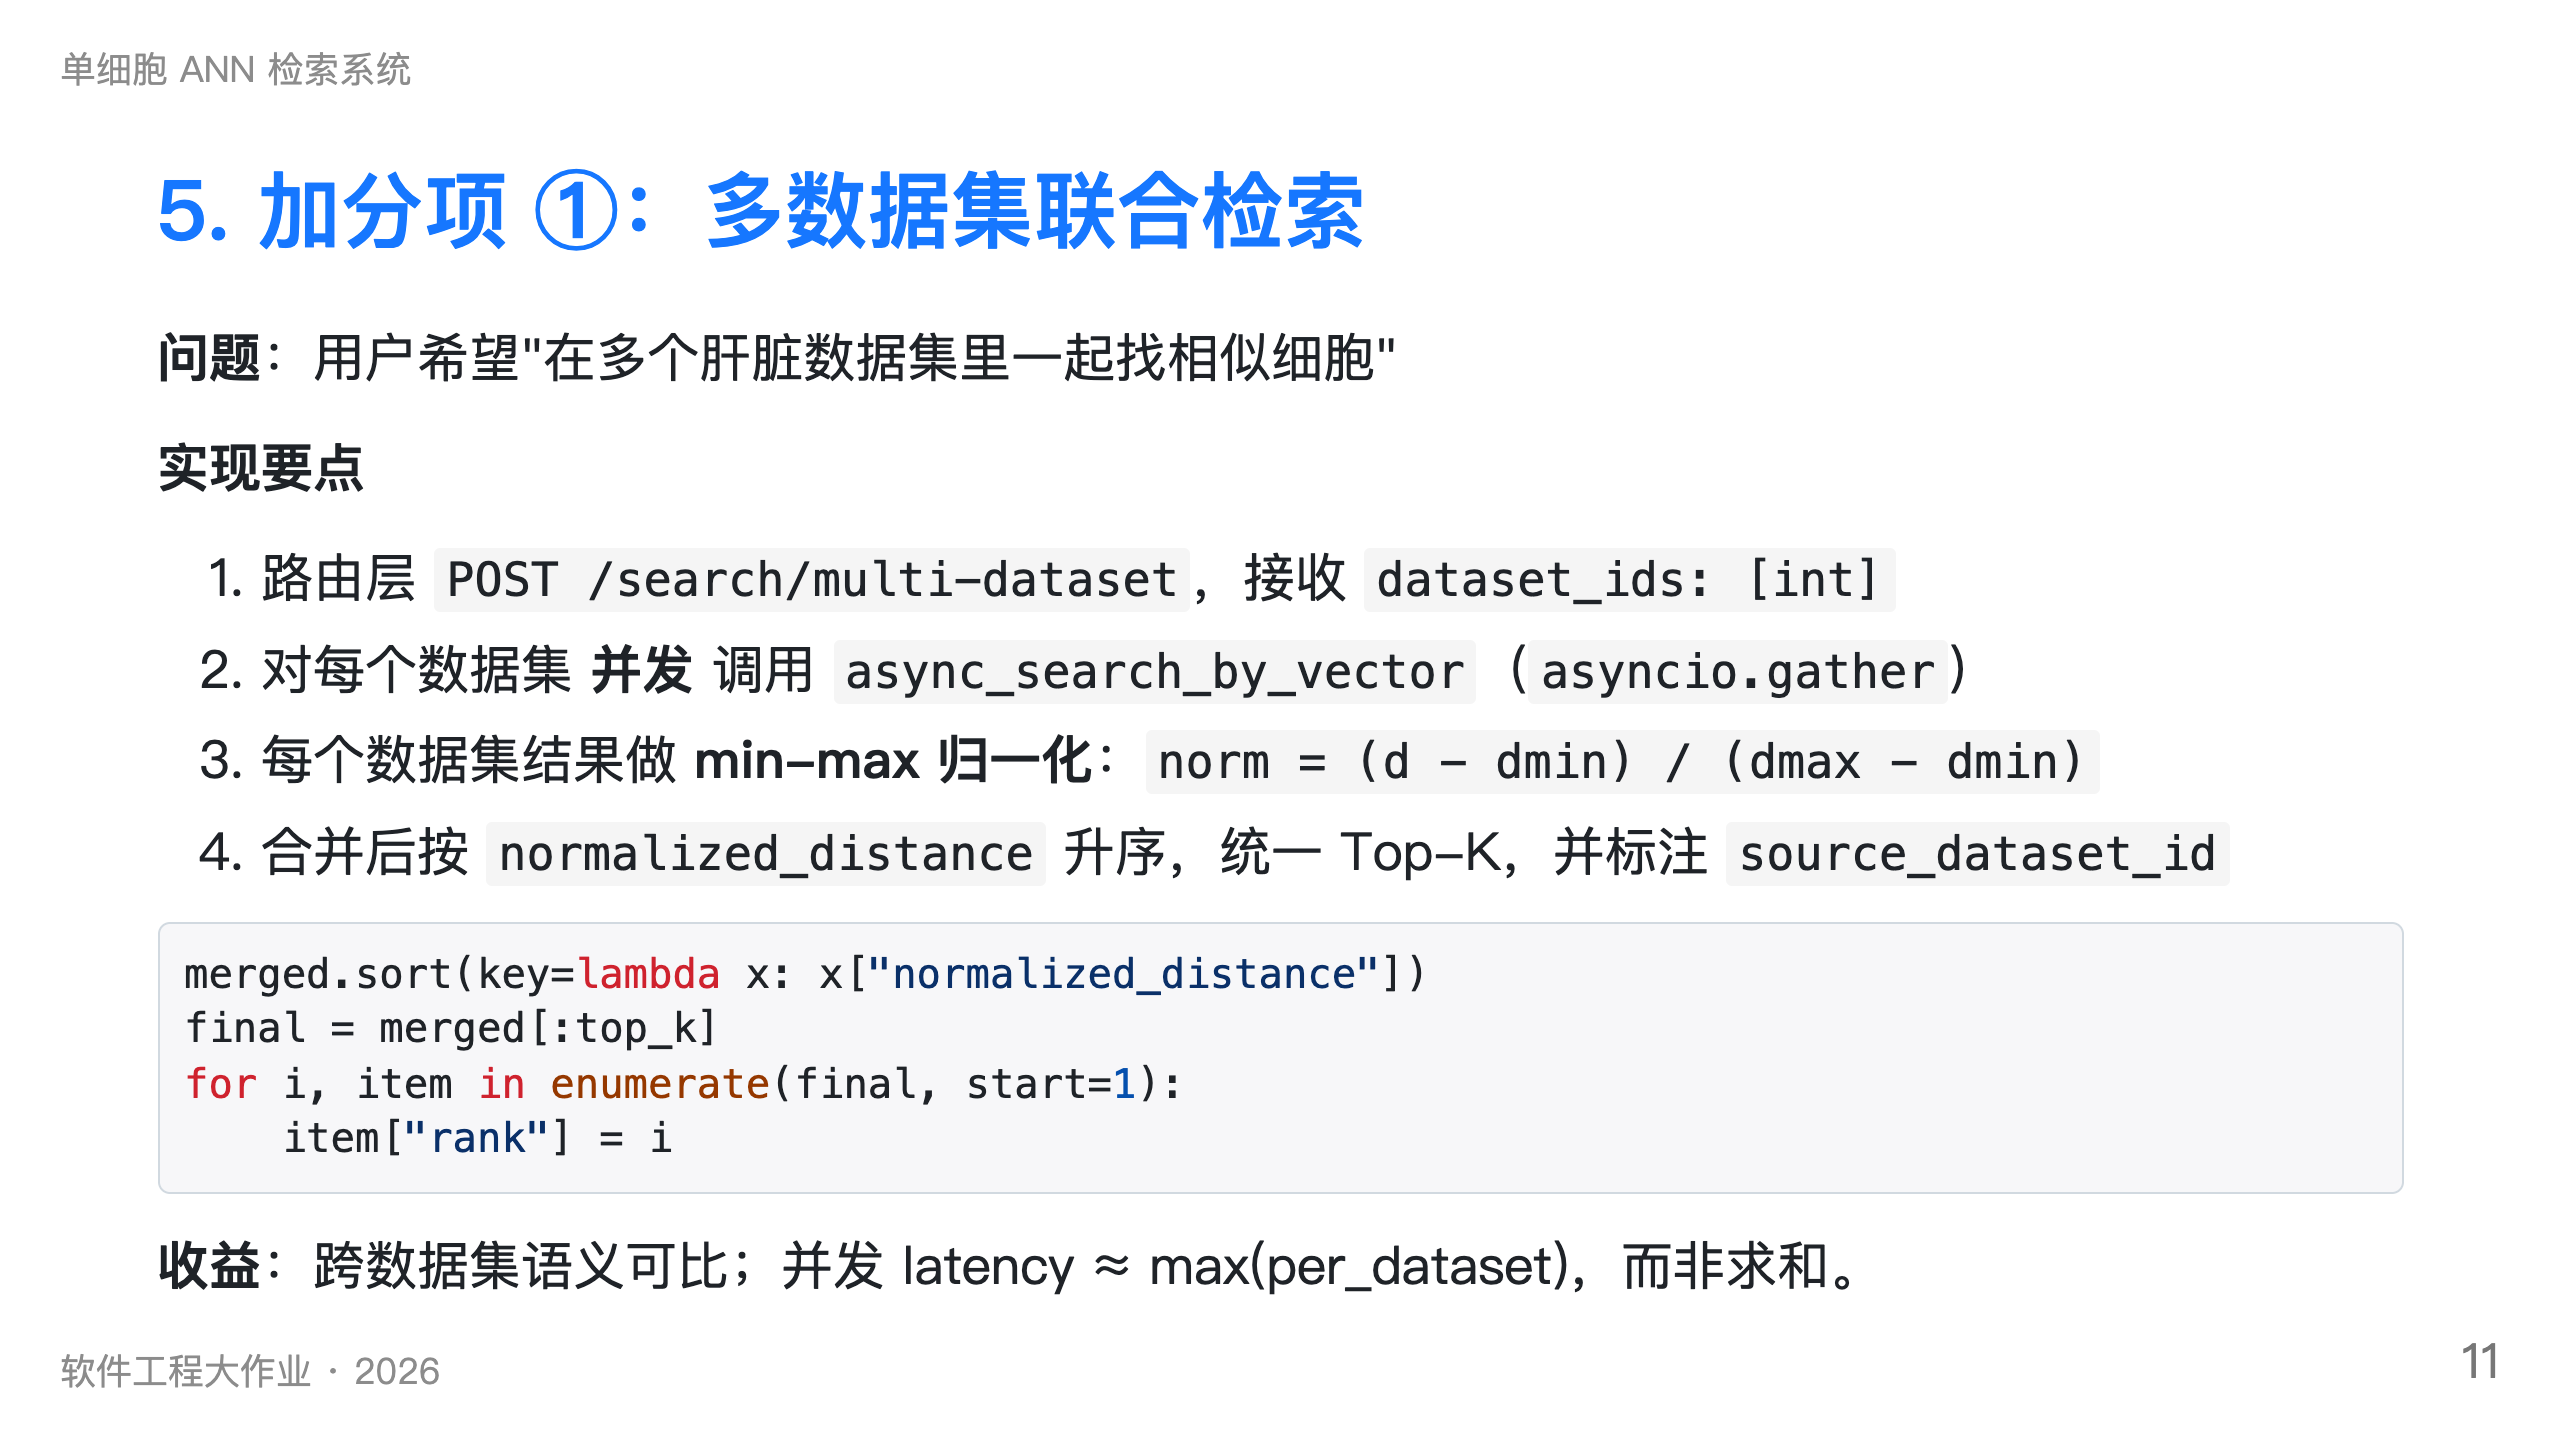 单细胞 ANN 检索系统
5. 加分项 ①：多数据集联合检索
问题：用户希望"在多个肝脏数据集里一起找相似细胞"
实现要点
1. 路由层 POST /search/multi-dataset，接收 dataset_ids: [int]
2. 对每个数据集 并发 调用 async_search_by_vector（asyncio.gather）
3. 每个数据集结果做 min-max 归一化：norm = (d - dmin) / (dmax - dmin)
4. 合并后按 normalized_distance 升序，统一 Top-K，并标注 source_dataset_id
merged.sort(key=lambda x: x["normalized_distance"])
final = merged[:top_k]
for i, item in enumerate(final, start=1):
    item["rank"] = i
收益：跨数据集语义可比；并发 latency ≈ max(per_dataset)，而非求和。
软件工程大作业 · 2026
11